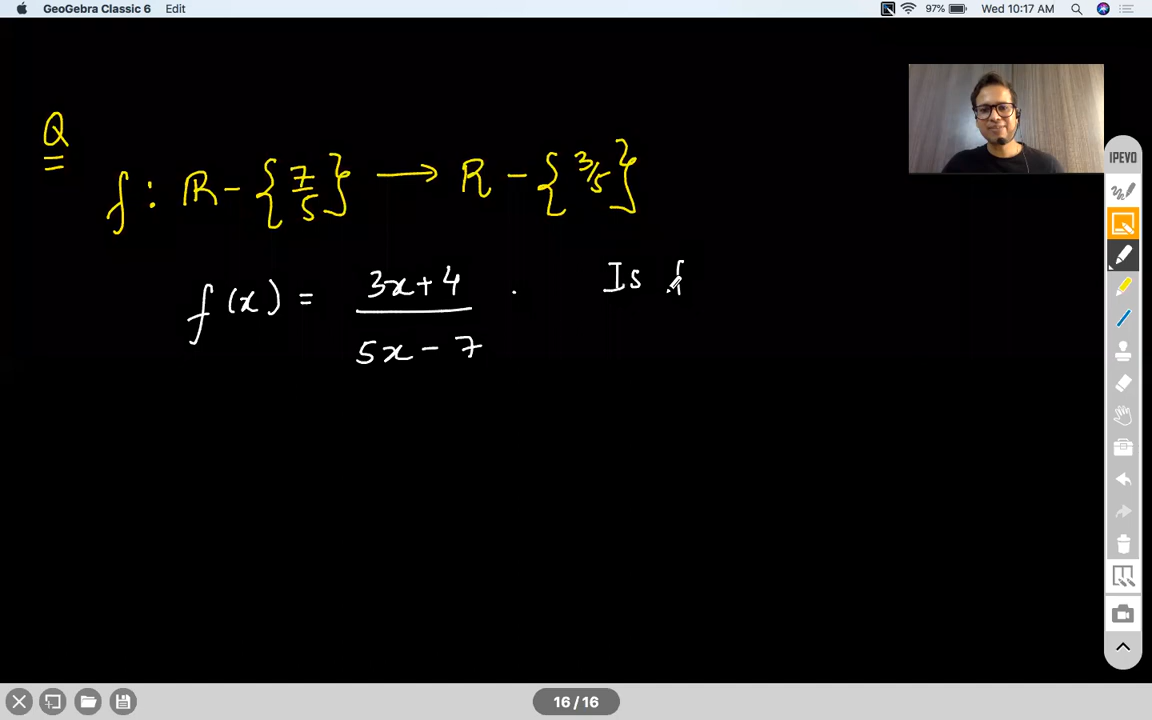 GeoGebra Classic 6 Edit 97% Wed 10:17 AM
Q
f : R - { 7/5 } → R - { 3/5 }
f(x) = 3x+4 / 5x-7 . Is f
IPEVO
16 / 16